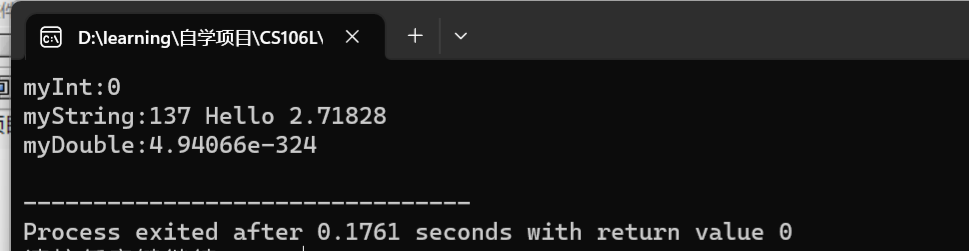 D:\learning\自学项目\CS106L\
myInt:0
myString:137 Hello 2.71828
myDouble:4.94066e-324
--------------------------------
Process exited after 0.1761 seconds with return value 0